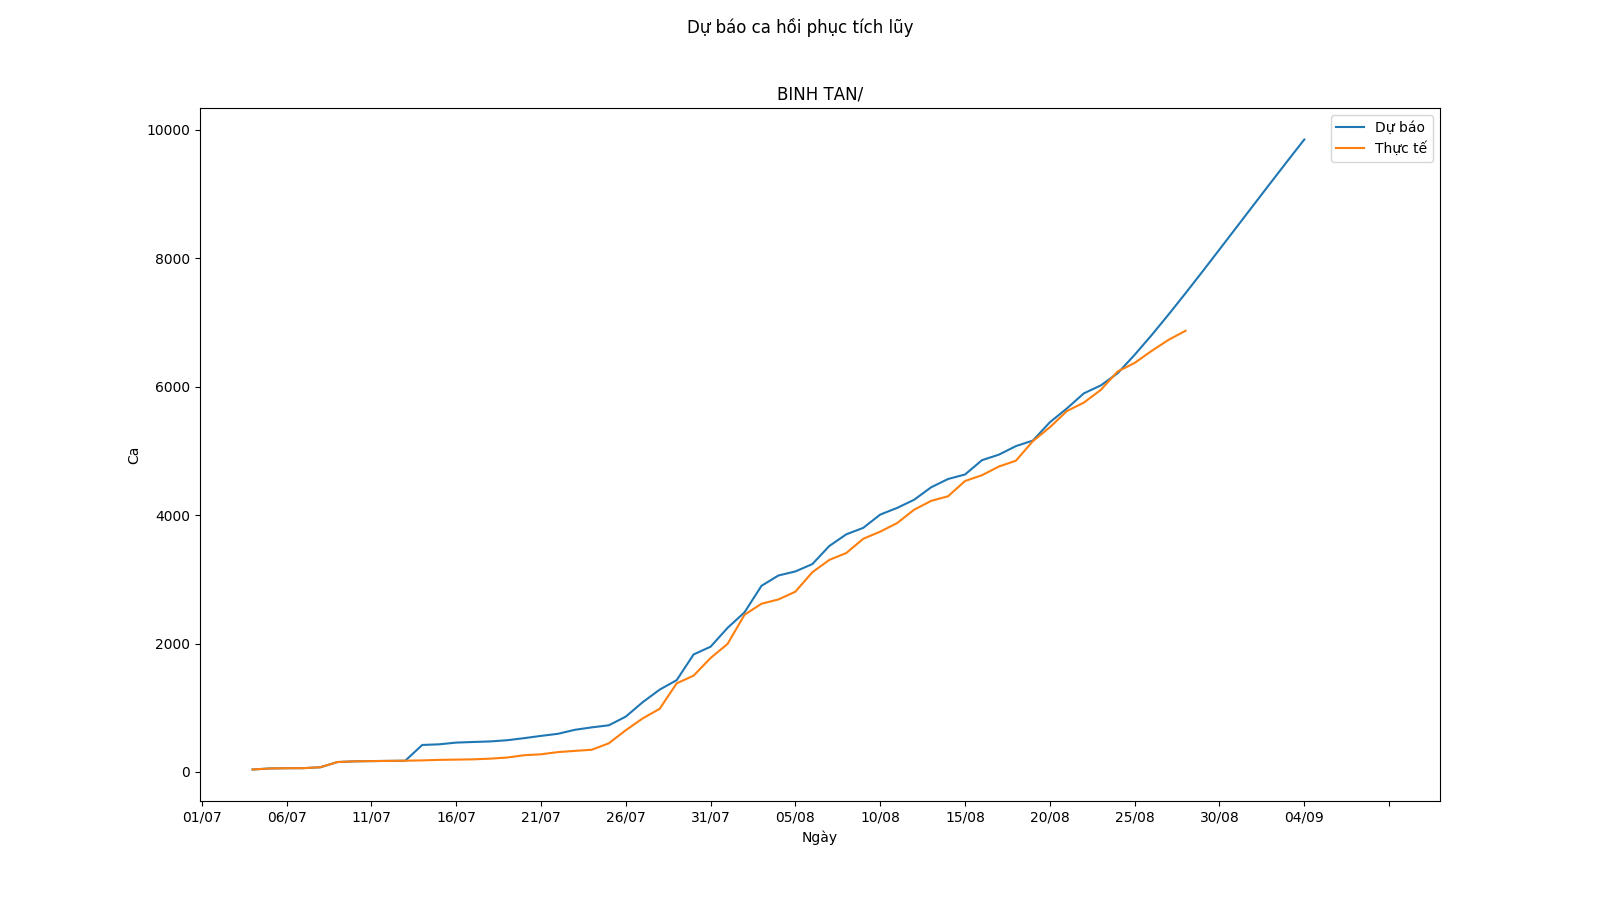 Dự báo ca hồi phục tích lũy
BINH TAN/
Dự báo
Thực tế
10000
8000
6000
4000
2000
0
Ca
01/07 06/07 11/07 16/07 21/07 26/07 31/07 05/08 10/08 15/08 20/08 25/08 30/08 04/09
Ngày